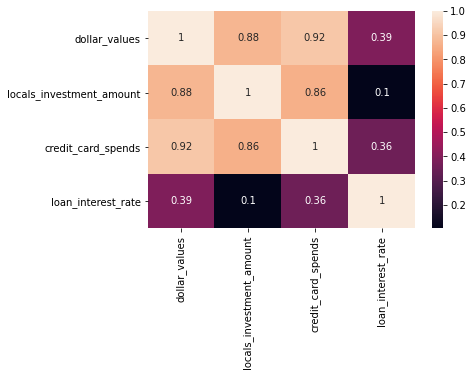 dollar_values 1 0.88 0.92 0.39
locals_investment_amount 0.88 1 0.86 0.1
credit_card_spends 0.92 0.86 1 0.36
loan_interest_rate 0.39 0.1 0.36 1
dollar_values
locals_investment_amount
credit_card_spends
loan_interest_rate
1.0
0.9
0.8
0.7
0.6
0.5
0.4
0.3
0.2